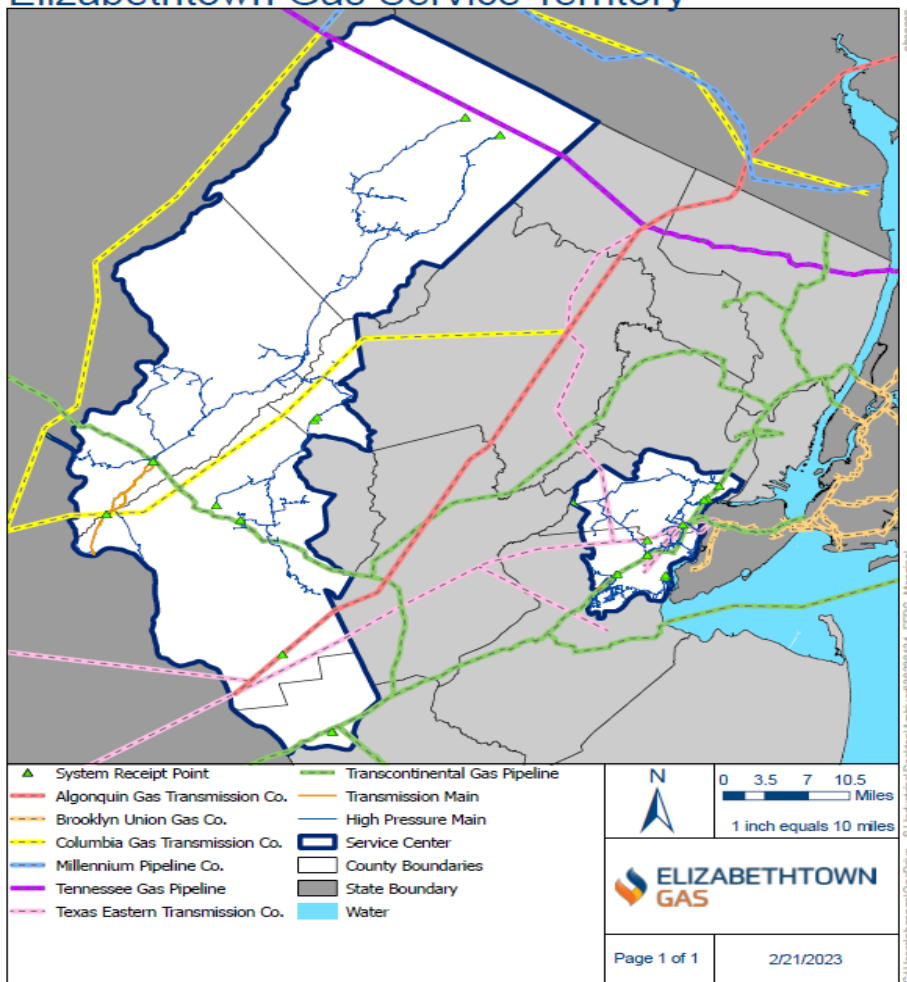 Elizabethtown Gas Service Territory
System Receipt Point
Algonquin Gas Transmission Co.
Brooklyn Union Gas Co.
Columbia Gas Transmission Co.
Millennium Pipeline Co.
Tennessee Gas Pipeline
Texas Eastern Transmission Co.
Transcontinental Gas Pipeline
Transmission Main
High Pressure Main
Service Center
County Boundaries
State Boundary
Water
N
0 3.5 7 10.5
Miles
1 inch equals 10 miles
ELIZABETHTOWN
GAS
Page 1 of 1
2/21/2023